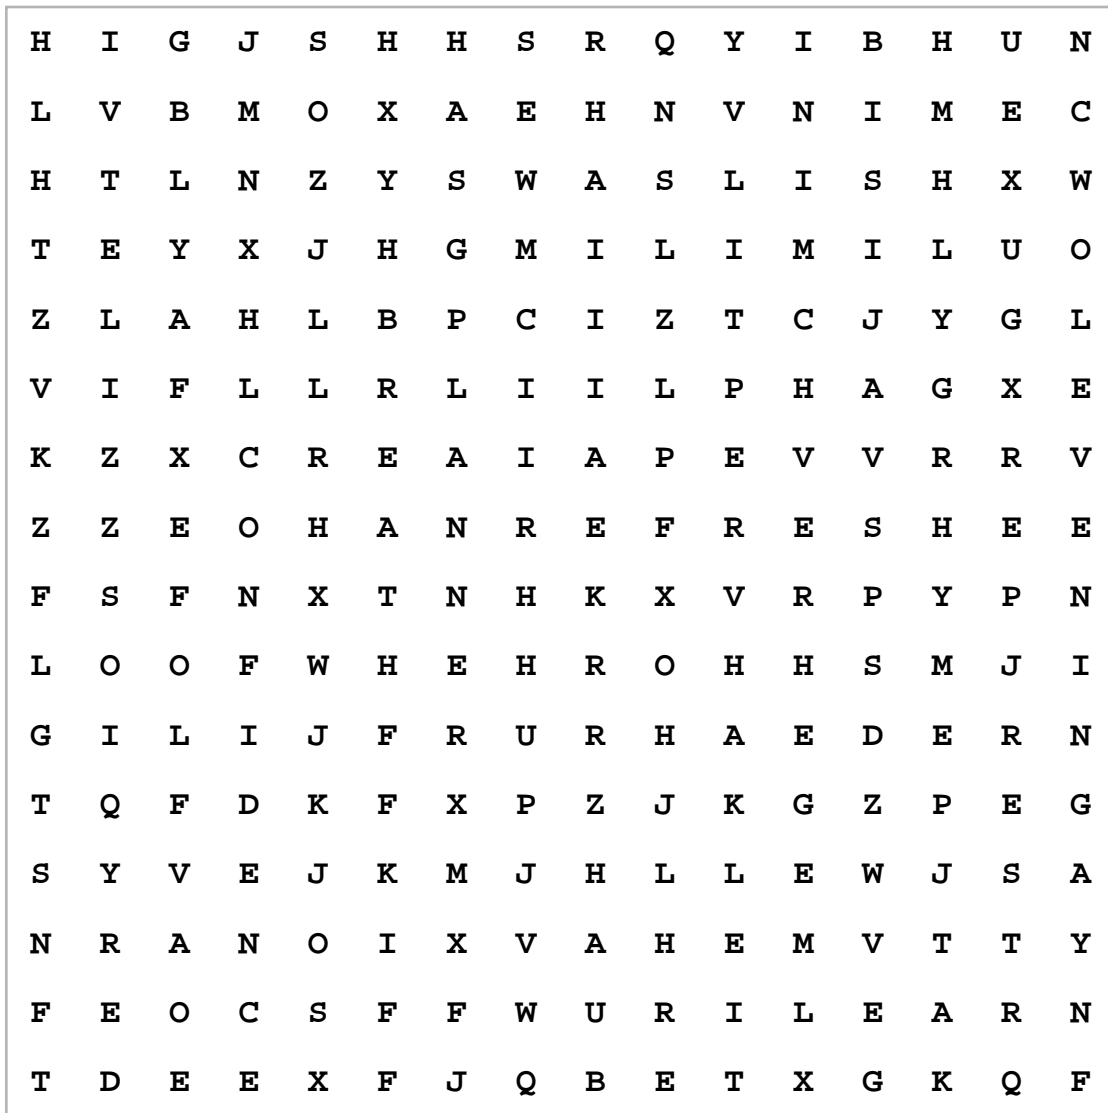 H I G J S H H S R Q Y I B H U N
L V B M O X A E H N V N I M E C
H T L N Z Y S W A S L I S H X W
T E Y X J H G M I L I M I L U O
Z L A H L B P C I Z T C J Y G L
V I F L L R L I I L P H A G X E
K Z X C R E A I A P E V V R R V
Z Z E O H A N R E F R E S H E E
F S F N X T N H K X V R P Y P N
L O O F W H E H R O H H S M J I
G I L I J F R U R H A E D E R N
T Q F D K F X P Z J K G Z P E G
S Y V E J K M J H L L E W J S A
N R A N O I X V A H E M V T T Y
F E O C S F F W U R I L E A R N
T D E E X F J Q B E T X G K Q F